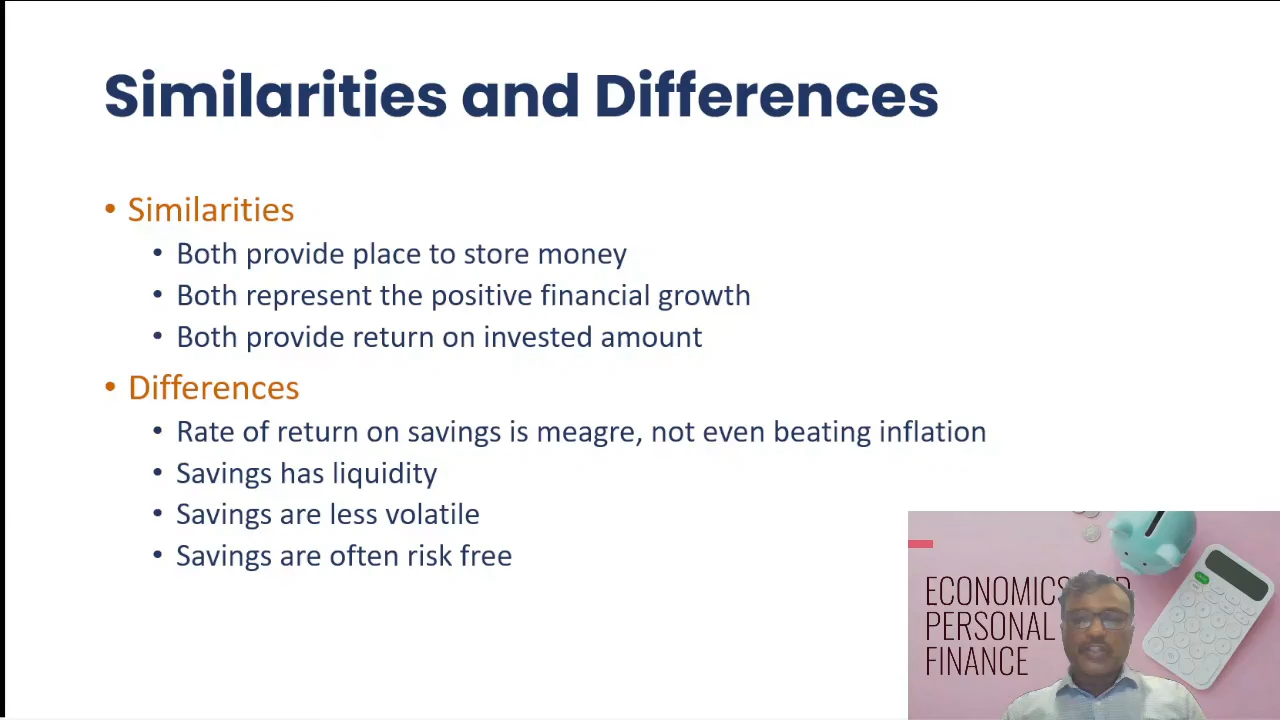 Similarities and Differences
• Similarities
• Both provide place to store money
• Both represent the positive financial growth
• Both provide return on invested amount
• Differences
• Rate of return on savings is meagre, not even beating inflation
• Savings has liquidity
• Savings are less volatile
• Savings are often risk free
ECONOMICS
PERSONAL
FINANCE